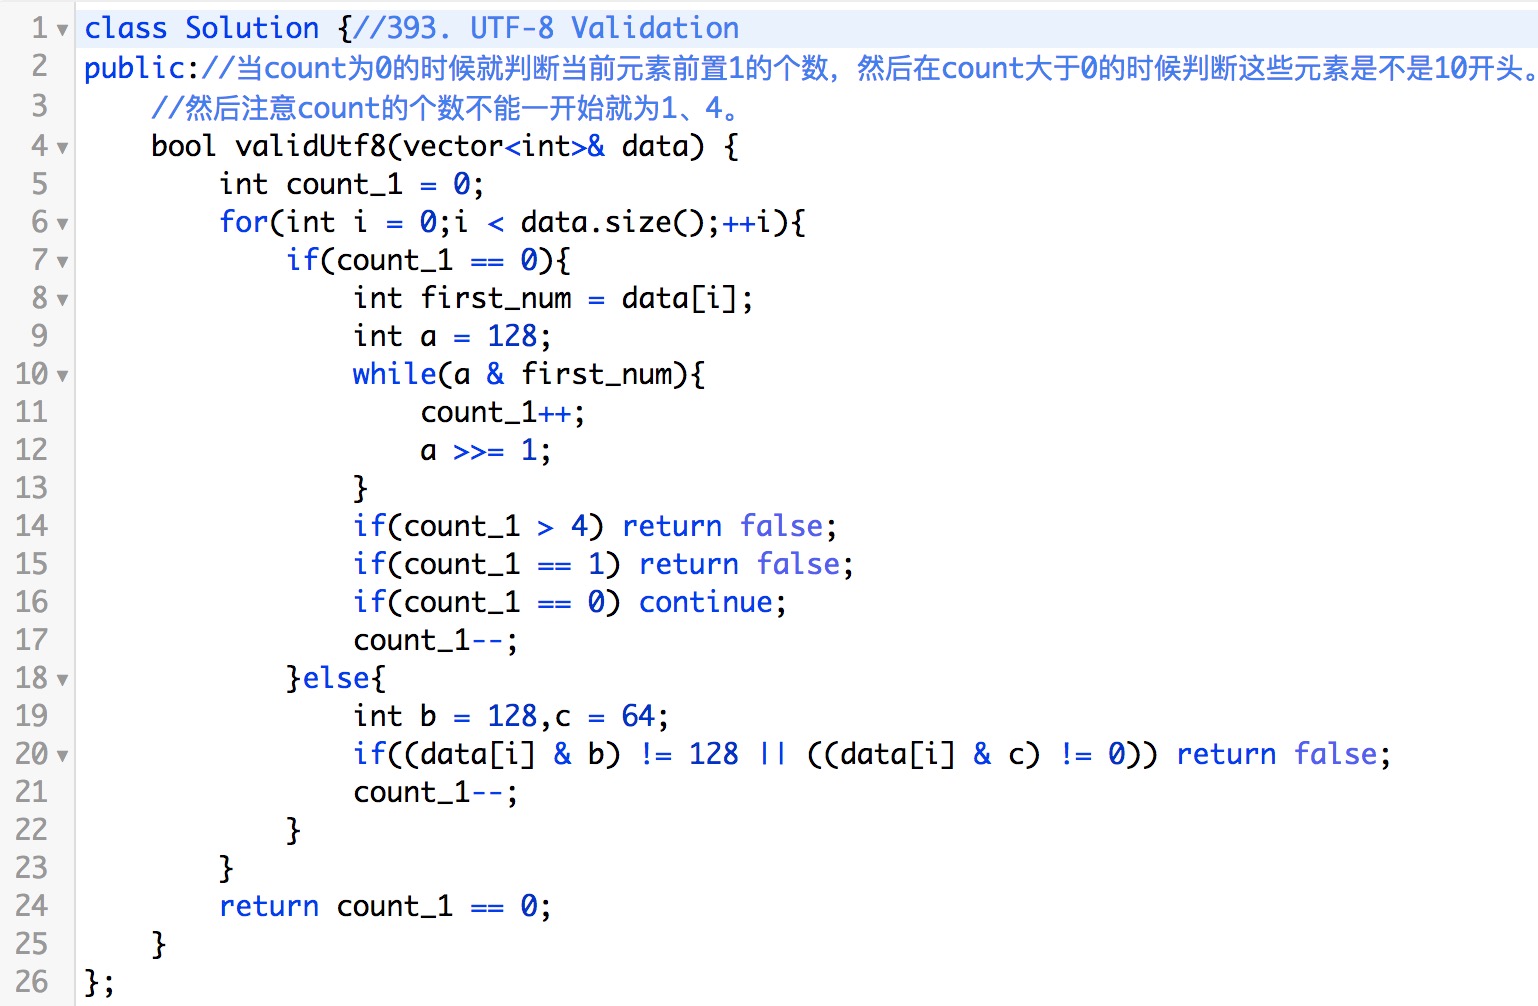 1 class Solution {//393. UTF-8 Validation
2 public://当count为0的时候就判断当前元素前置1的个数，然后在count大于0的时候判断这些元素是不是10开头。
3     //然后注意count的个数不能一开始就为1、4。
4     bool validUtf8(vector<int>& data) {
5         int count_1 = 0;
6         for(int i = 0;i < data.size();++i){
7             if(count_1 == 0){
8                 int first_num = data[i];
9                 int a = 128;
10                 while(a & first_num){
11                     count_1++;
12                     a >>= 1;
13                 }
14                 if(count_1 > 4) return false;
15                 if(count_1 == 1) return false;
16                 if(count_1 == 0) continue;
17                 count_1--;
18             }else{
19                 int b = 128,c = 64;
20                 if((data[i] & b) != 128 || ((data[i] & c) != 0)) return false;
21                 count_1--;
22             }
23         }
24         return count_1 == 0;
25     }
26 };